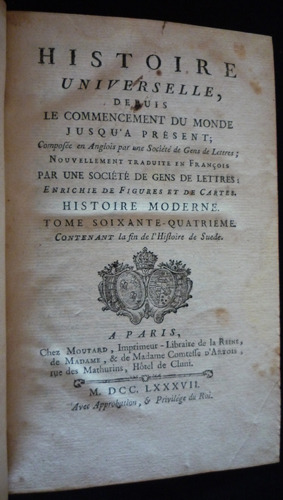 HISTOIRE
UNIVERSELLE,
DEPUIS
LE COMMENCEMENT DU MONDE
JUSQU'A PRÉSENT;
Composée en Anglois par une Société de Gens de Lettres;
NOUVELLEMENT TRADUITE EN FRANÇOIS
PAR UNE SOCIÉTÉ DE GENS DE LETTRES;
ENRICHIE DE FIGURES ET DE CARTES.
HISTOIRE MODERNE.
TOME SOIXANTE-QUATRIEME.
CONTENANT la fin de l'Histoire de Suede.
A PARIS,
Chez MOUTARD, Imprimeur-Libraire de la REINE,
de MADAME, & de Madame Comtesse D'ARTOIS,
rue des Mathurins, Hôtel de Cluni.
M. DCC. LXXXVII.
Avec Approbation, & Privilége du Roi.